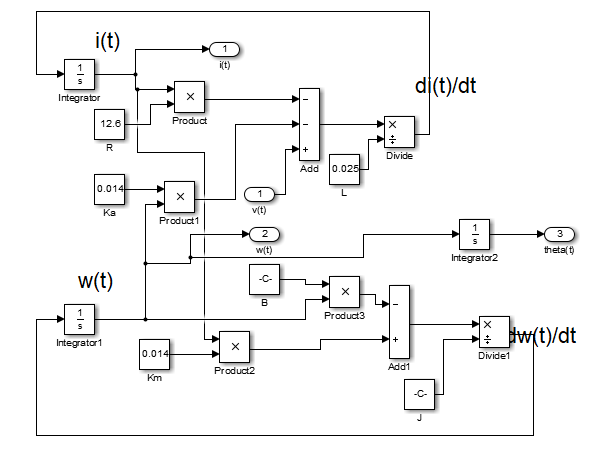 i(t)
1
s
Integrator
1
i(t)
di(t)/dt
×
Product
12.6
R
−
−
+
Add
×
÷
Divide
0.025
L
0.014
Ka
×
Product1
1
v(t)
2
w(t)
1
s
Integrator2
3
theta(t)
w(t)
-C-
B
×
Product3
1
s
Integrator1
−
+
Add1
×
÷
Divide1
dw(t)/dt
0.014
Km
×
Product2
-C-
J